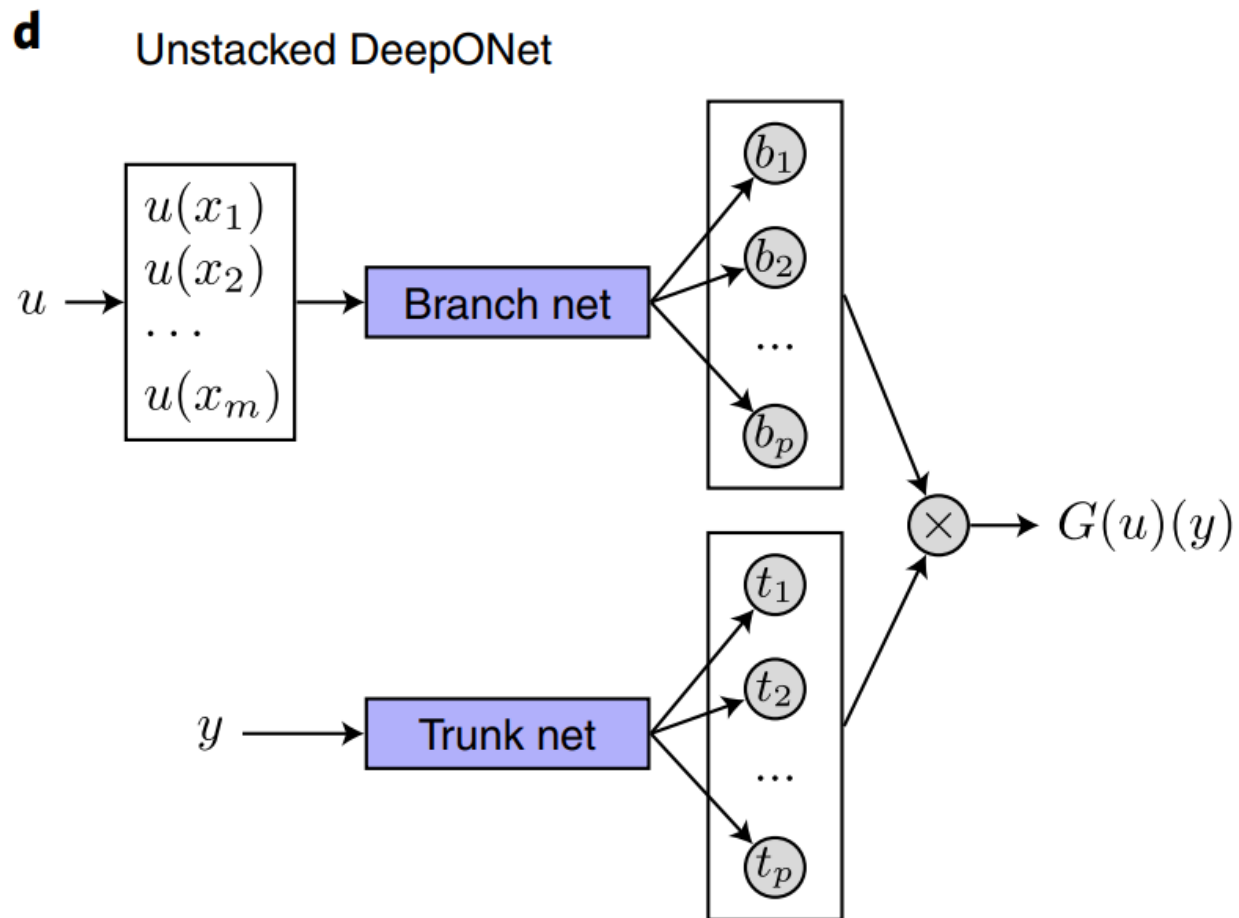 d
Unstacked DeepONet
u
u(x₁)
u(x₂)
...
u(xₘ)
Branch net
b₁
b₂
...
bₚ
y
Trunk net
t₁
t₂
...
tₚ
×
G(u)(y)